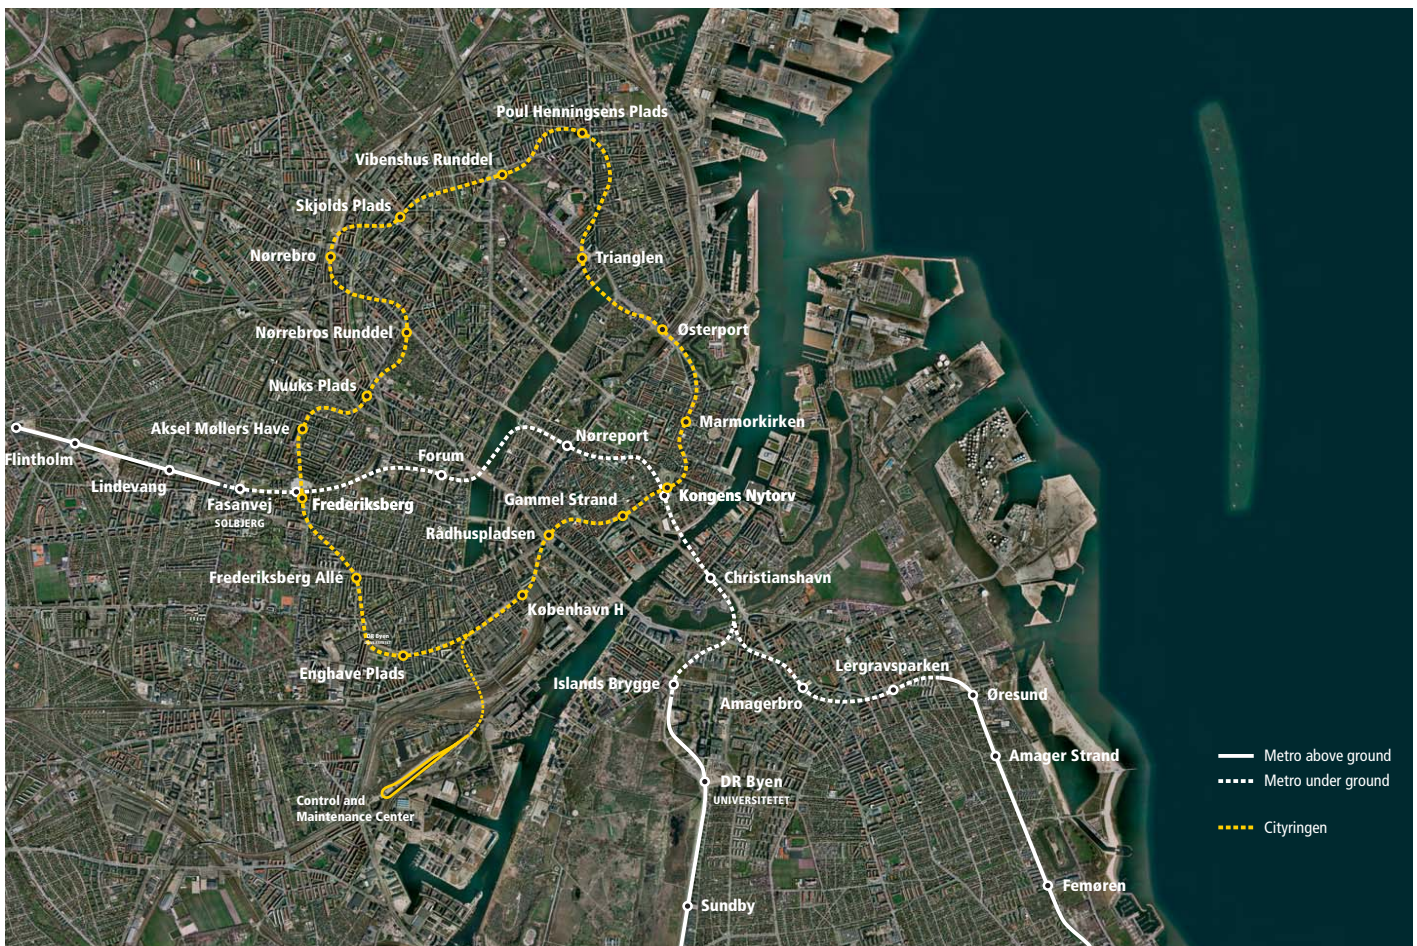 Poul Henningsens Plads
Vibenshus Runddel
Skjolds Plads
Nørrebro
Trianglen
Nørrebros Runddel
Østerport
Nuuks Plads
Aksel Møllers Have
Marmorkirken
Nørreport
Flintholm
Forum
Lindevang
Fasanvej
SOLBJERG
Frederiksberg
Gammel Strand
Kongens Nytorv
Rådhuspladsen
Frederiksberg Allé
Christianshavn
København H
DR Byen
Enghave Plads
Lergravsparken
Islands Brygge
Amagerbro
Øresund
Amager Strand
Metro above ground
Metro under ground
DR Byen
UNIVERSITETET
Control and
Maintenance Center
Cityringen
Femøren
Sundby